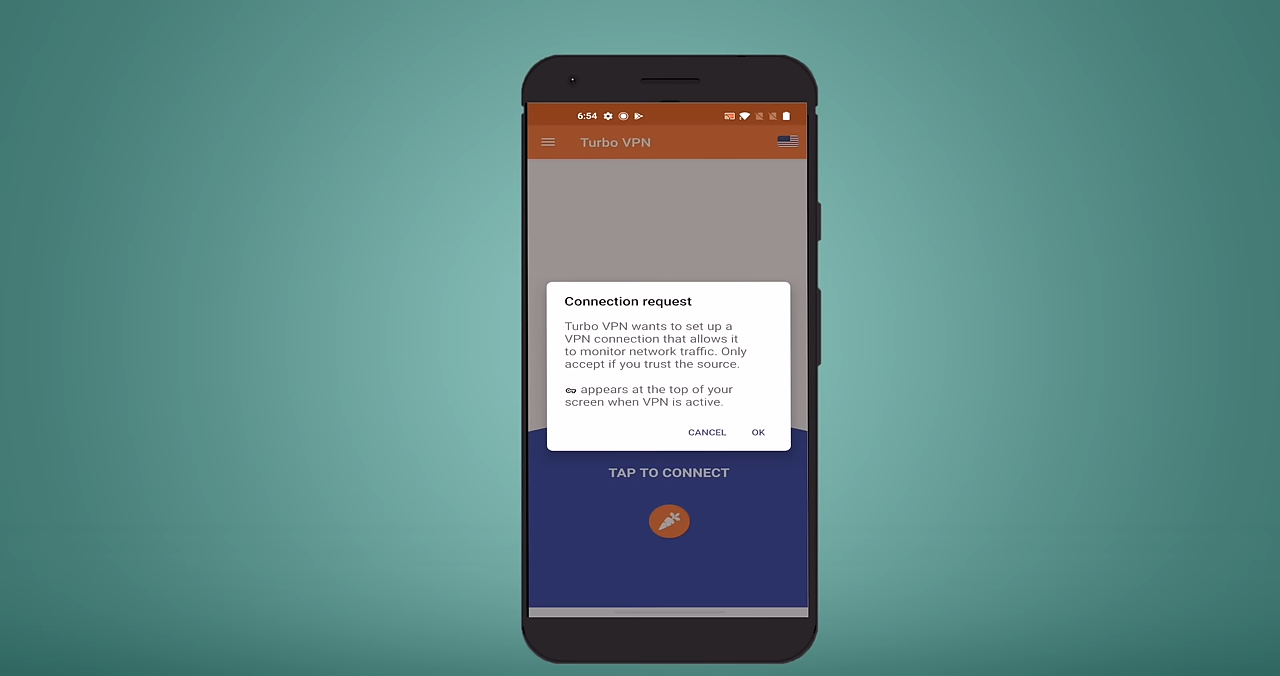 6:54
Turbo VPN
Connection request
Turbo VPN wants to set up a
VPN connection that allows it
to monitor network traffic. Only
accept if you trust the source.
appears at the top of your
screen when VPN is active.
CANCEL OK
TAP TO CONNECT